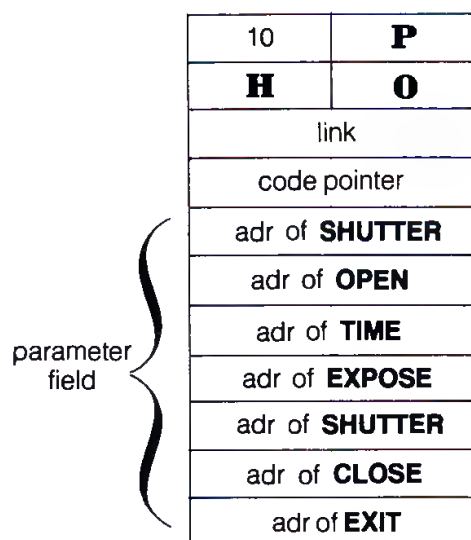 10 P
H O
link
code pointer
adr of SHUTTER
adr of OPEN
adr of TIME
parameter
field
adr of EXPOSE
adr of SHUTTER
adr of CLOSE
adr of EXIT